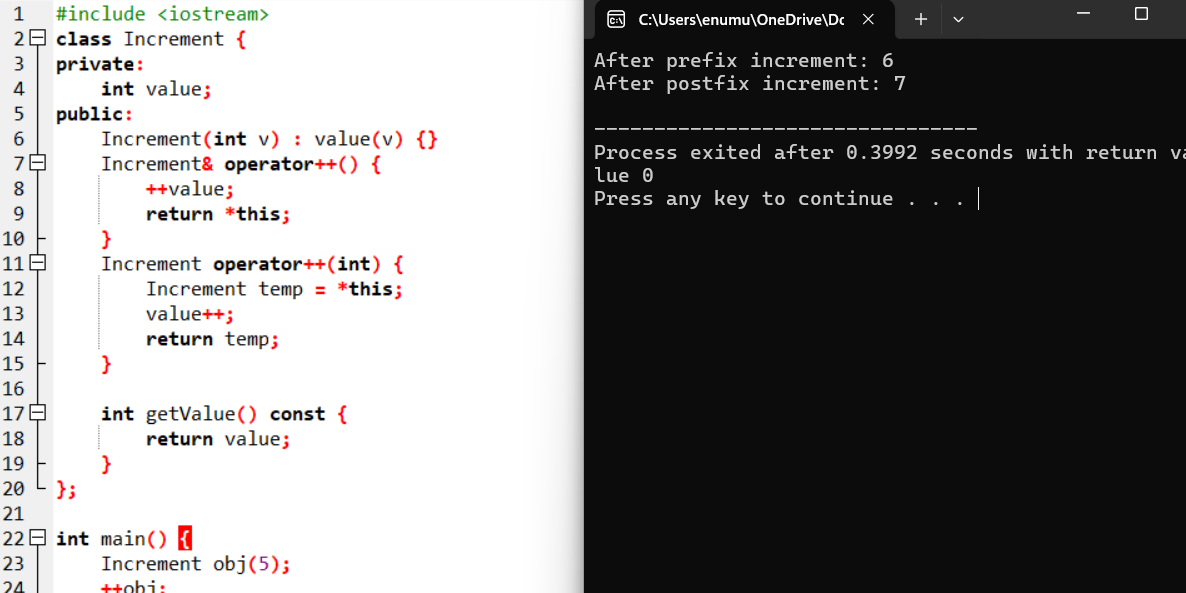 1 #include <iostream>
2 class Increment {
3 private:
4     int value;
5 public:
6     Increment(int v) : value(v) {}
7     Increment& operator++() {
8         ++value;
9         return *this;
10     }
11     Increment operator++(int) {
12         Increment temp = *this;
13         value++;
14         return temp;
15     }
16
17     int getValue() const {
18         return value;
19     }
20 };
21
22 int main() {
23     Increment obj(5);
24     ++obj;
C:\Users\enumu\OneDrive\Dc
After prefix increment: 6
After postfix increment: 7
--------------------------------
Process exited after 0.3992 seconds with return va
lue 0
Press any key to continue . . .